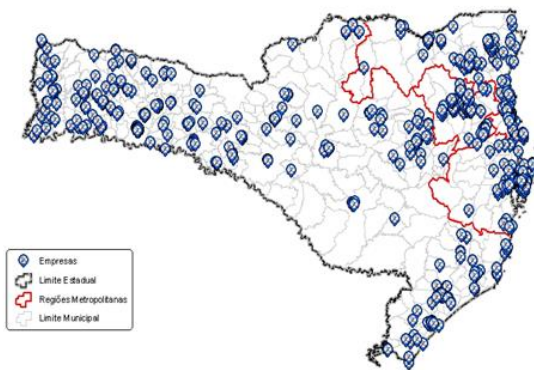 Empresas
Limite Estadual
Regiões Metropolitanas
Limite Municipal